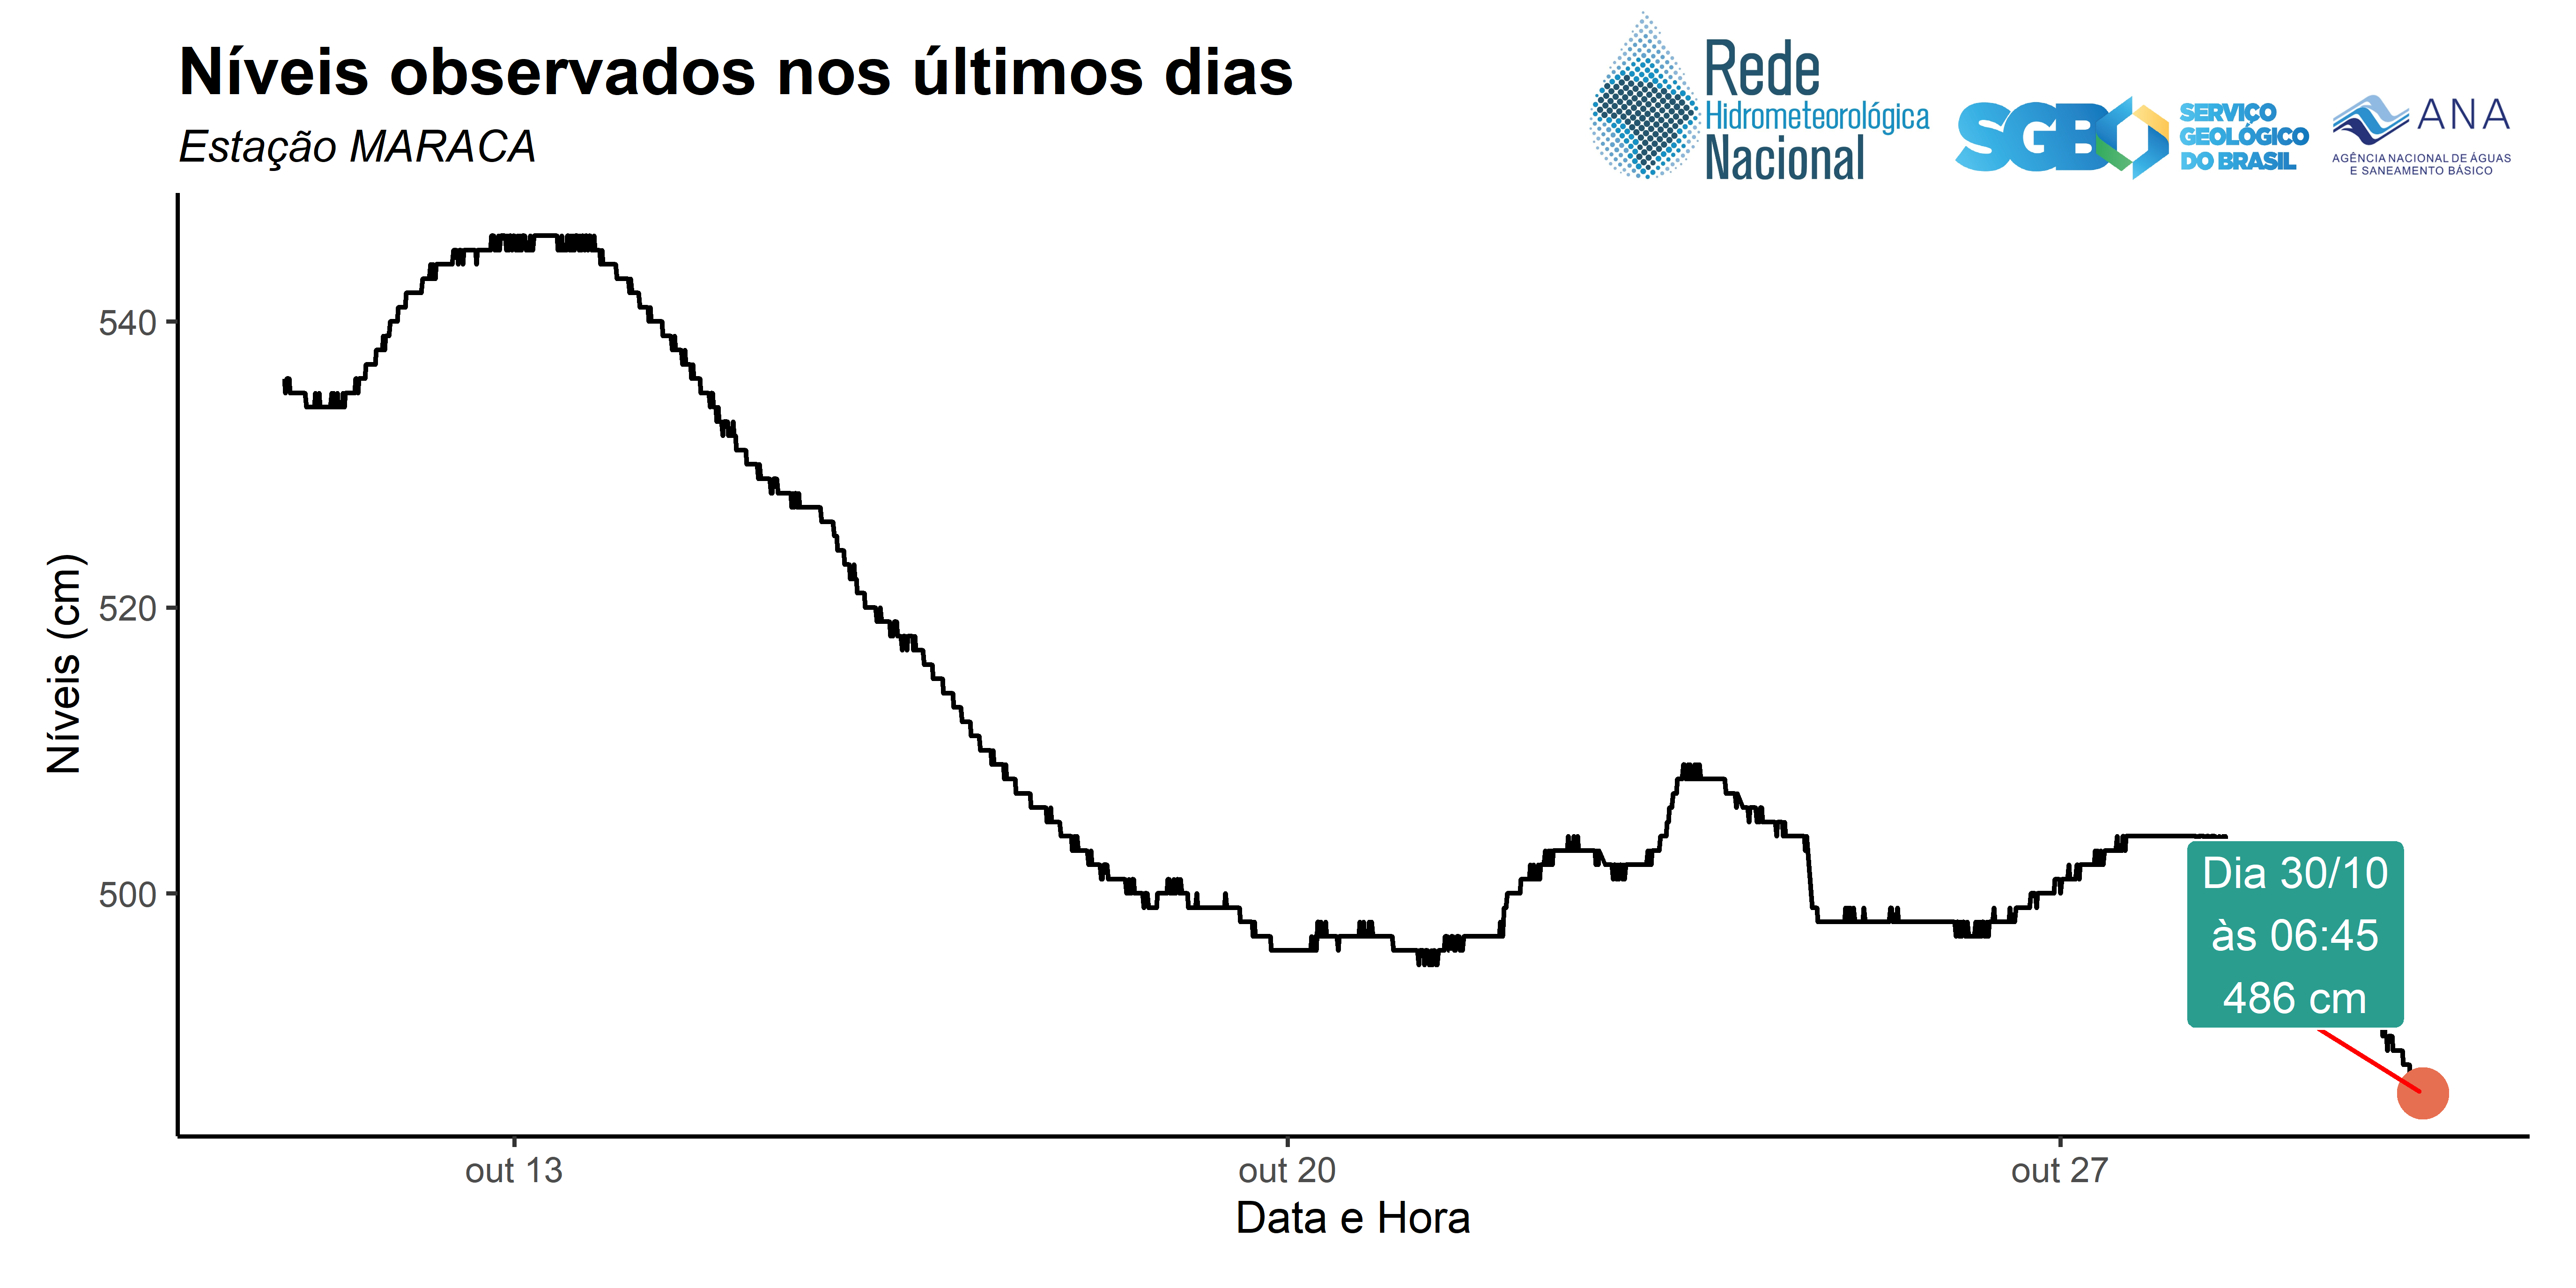 Níveis observados nos últimos dias
Estação MARACA
Rede
Hidrometeorológica
Nacional
SGB
SERVIÇO
GEOLÓGICO
DO BRASIL
ANA
AGÊNCIA NACIONAL DE ÁGUAS
E SANEAMENTO BÁSICO
Níveis (cm)
540
520
500
Dia 30/10
às 06:45
486 cm
out 13
out 20
out 27
Data e Hora